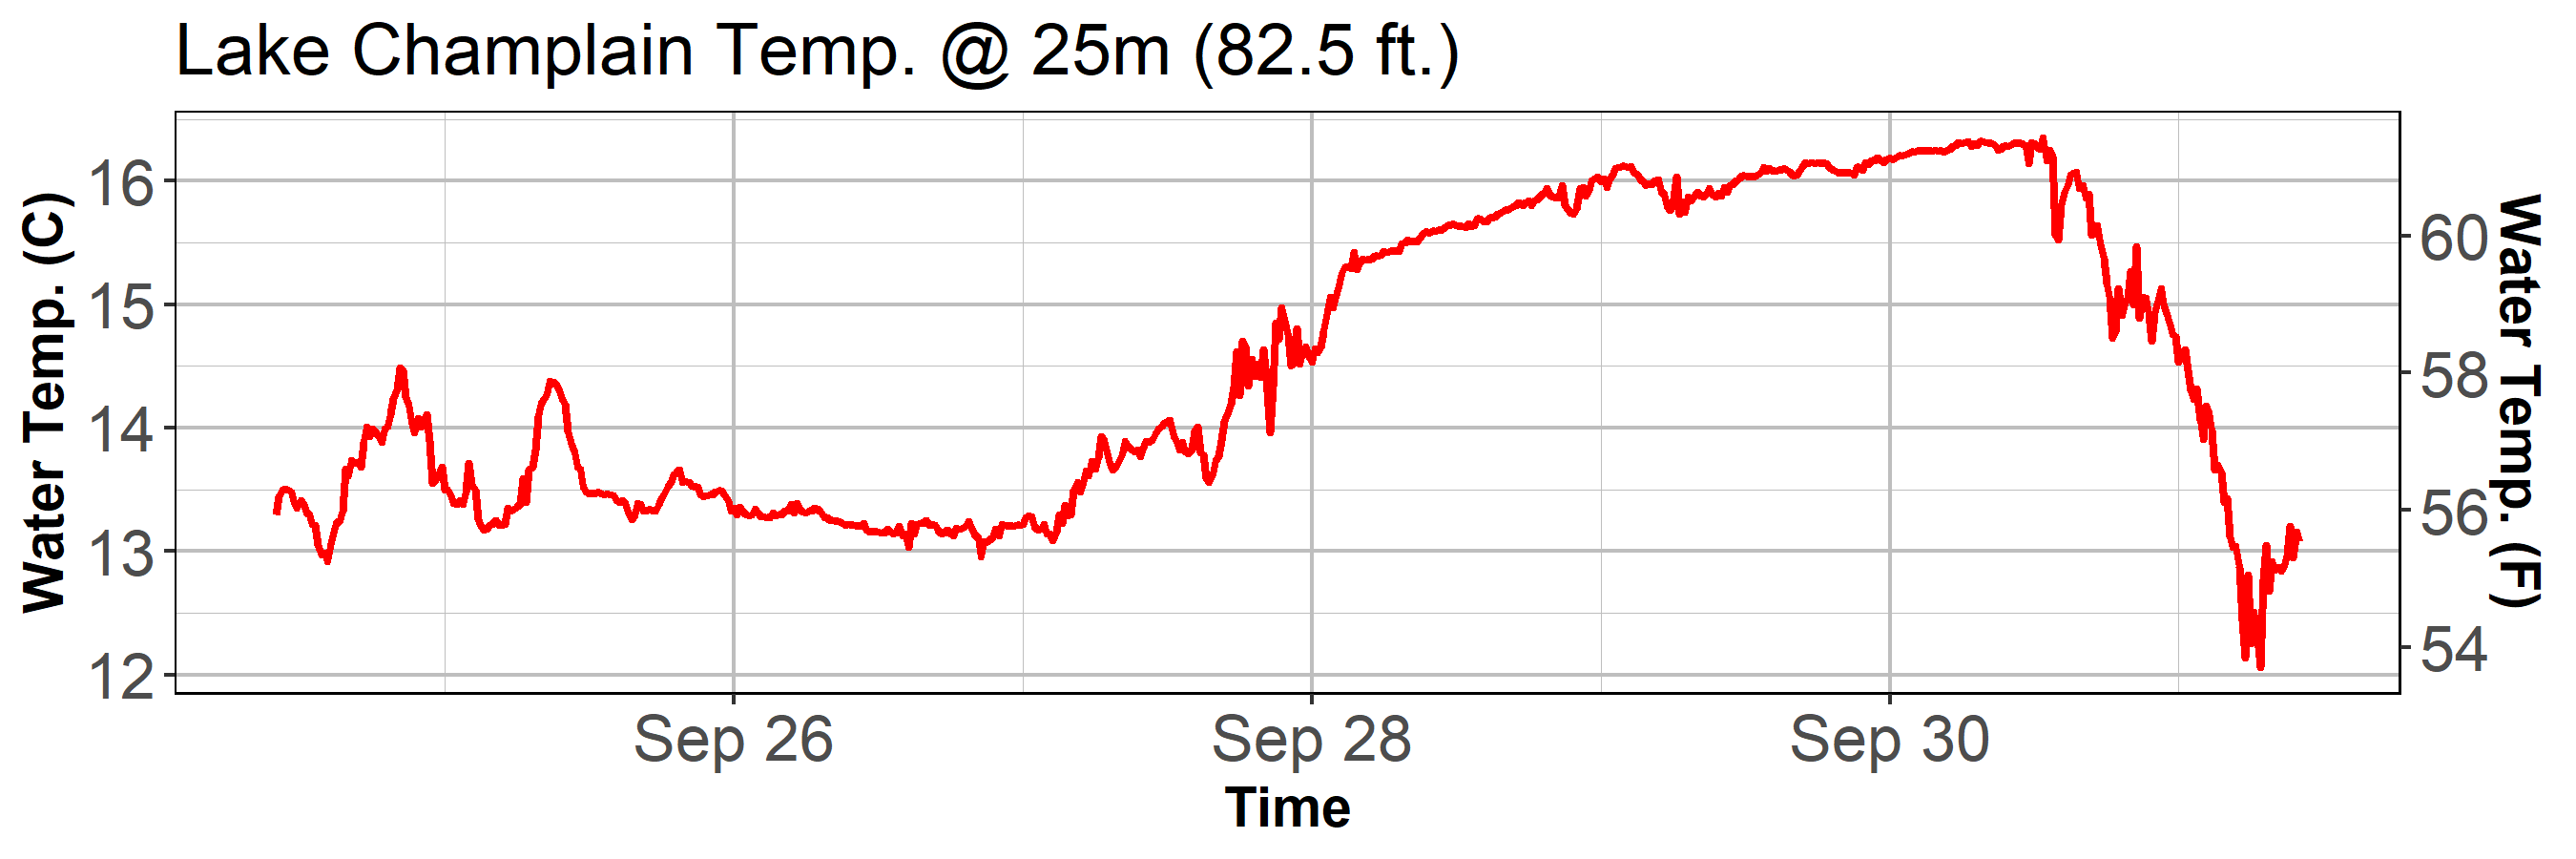 Lake Champlain Temp. @ 25m (82.5 ft.)
Water Temp. (C)
16
15
14
13
12
60
58
56
54
Water Temp. (F)
Sep 26 Sep 28 Sep 30
Time